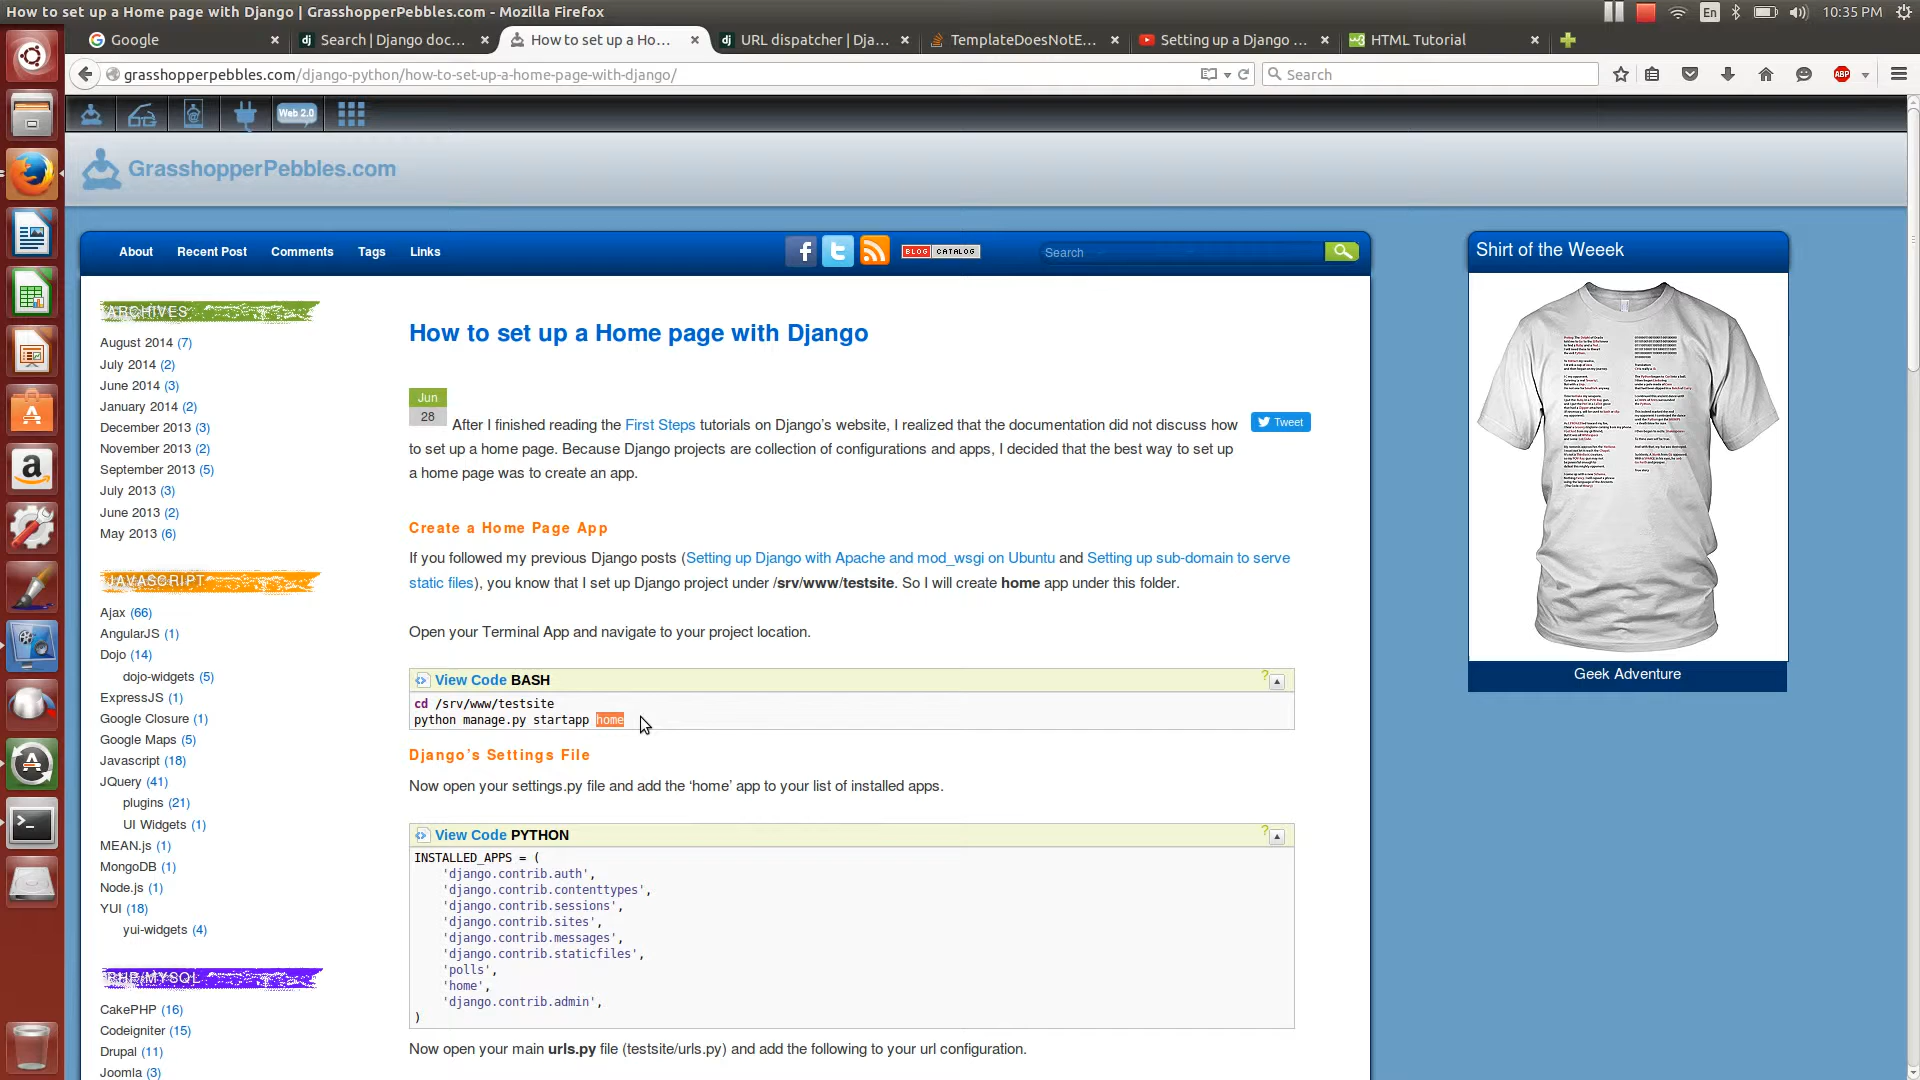 How to set up a Home page with Django | GrasshopperPebbles.com - Mozilla Firefox
En
10:35 PM
Google
Search | Django doc...
How to set up a Ho...
URL dispatcher | Dja...
TemplateDoesNotE...
Setting up a Django ...
HTML Tutorial
grasshopperpebbles.com/django-python/how-to-set-up-a-home-page-with-django/
Search
ABP
Web 2.0
GrasshopperPebbles.com
About
Recent Post
Comments
Tags
Links
BLOG CATALOG
Search
Shirt of the Weeek
Geek Adventure
ARCHIVES
August 2014 (7)
July 2014 (2)
June 2014 (3)
January 2014 (2)
December 2013 (3)
November 2013 (2)
September 2013 (5)
July 2013 (3)
June 2013 (2)
May 2013 (6)
JAVASCRIPT
Ajax (66)
AngularJS (1)
Dojo (14)
dojo-widgets (5)
ExpressJS (1)
Google Closure (1)
Google Maps (5)
Javascript (18)
JQuery (41)
plugins (21)
UI Widgets (1)
MEAN.js (1)
MongoDB (1)
Node.js (1)
YUI (18)
yui-widgets (4)
PHP/MYSQL
CakePHP (16)
Codeigniter (15)
Drupal (11)
Joomla (3)
How to set up a Home page with Django
Jun
28
After I finished reading the First Steps tutorials on Django's website, I realized that the documentation did not discuss how
to set up a home page. Because Django projects are collection of configurations and apps, I decided that the best way to set up
a home page was to create an app.
Tweet
Create a Home Page App
If you followed my previous Django posts (Setting up Django with Apache and mod_wsgi on Ubuntu and Setting up sub-domain to serve
static files), you know that I set up Django project under /srv/www/testsite. So I will create home app under this folder.
Open your Terminal App and navigate to your project location.
View Code BASH
?
cd /srv/www/testsite
python manage.py startapp home
Django's Settings File
Now open your settings.py file and add the ‘home’ app to your list of installed apps.
View Code PYTHON
?
INSTALLED_APPS = (
'django.contrib.auth',
'django.contrib.contenttypes',
'django.contrib.sessions',
'django.contrib.sites',
'django.contrib.messages',
'django.contrib.staticfiles',
'polls',
'home',
'django.contrib.admin',
)
Now open your main urls.py file (testsite/urls.py) and add the following to your url configuration.